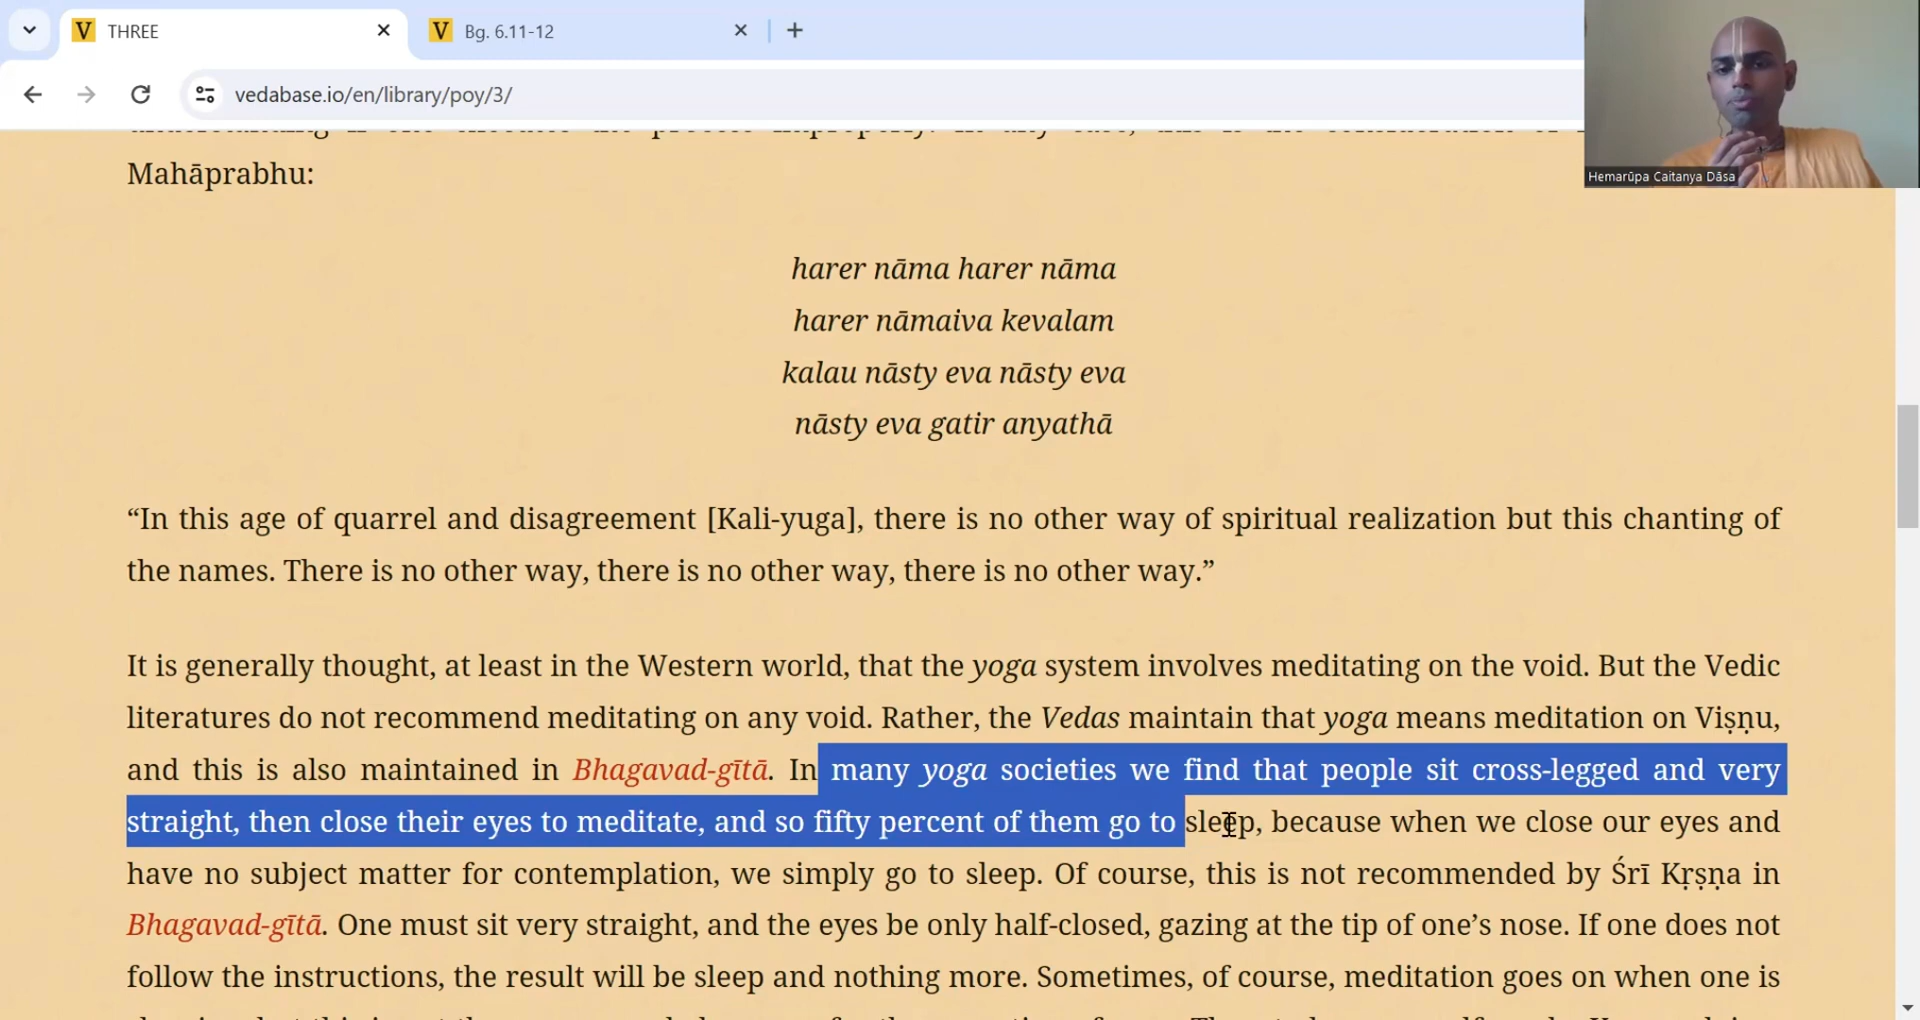 THREE
Bg. 6.11-12
vedabase.io/en/library/poy/3/
Hemarūpa Caitanya Dāsa
Mahāprabhu:
harer nāma harer nāma
harer nāmaiva kevalam
kalau nāsty eva nāsty eva
nāsty eva gatir anyathā
“In this age of quarrel and disagreement [Kali-yuga], there is no other way of spiritual realization but this chanting of
the names. There is no other way, there is no other way, there is no other way.”
It is generally thought, at least in the Western world, that the yoga system involves meditating on the void. But the Vedic
literatures do not recommend meditating on any void. Rather, the Vedas maintain that yoga means meditation on Viṣṇu,
and this is also maintained in Bhagavad-gītā. In many yoga societies we find that people sit cross-legged and very
straight, then close their eyes to meditate, and so fifty percent of them go to sleep, because when we close our eyes and
have no subject matter for contemplation, we simply go to sleep. Of course, this is not recommended by Śrī Kṛṣṇa in
Bhagavad-gītā. One must sit very straight, and the eyes be only half-closed, gazing at the tip of one’s nose. If one does not
follow the instructions, the result will be sleep and nothing more. Sometimes, of course, meditation goes on when one is